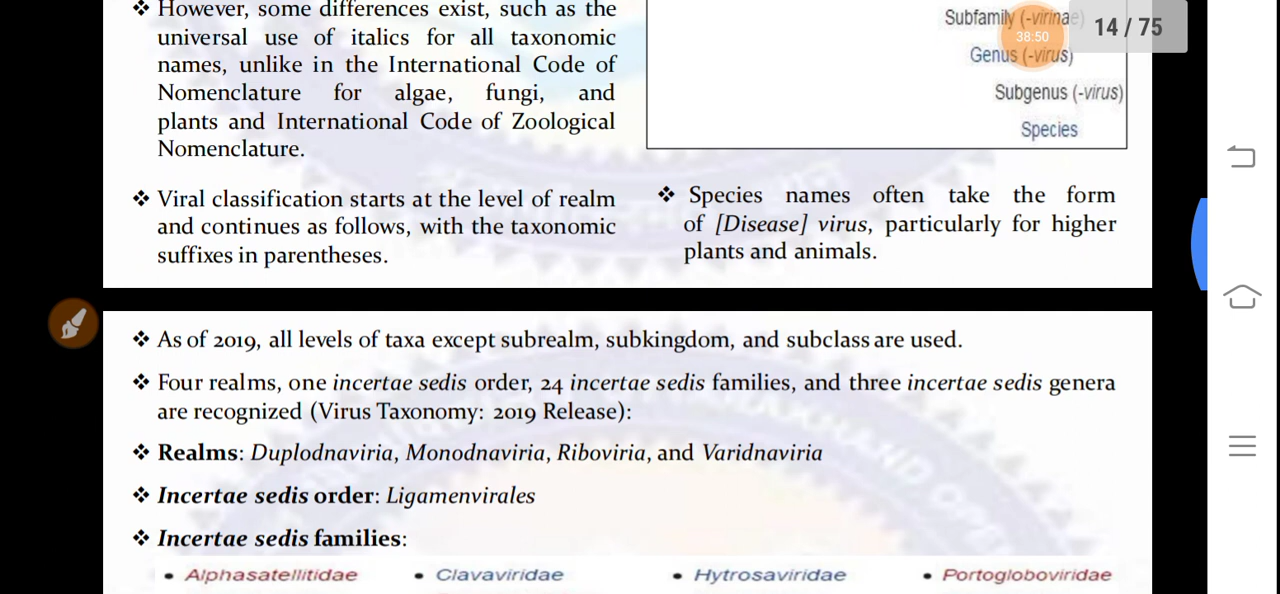 ❖ However, some differences exist, such as the
universal use of italics for all taxonomic
names, unlike in the International Code of
Nomenclature for algae, fungi, and
plants and International Code of Zoological
Nomenclature.
❖ Viral classification starts at the level of realm
and continues as follows, with the taxonomic
suffixes in parentheses.
Subfamily (-virinae)
Genus (-virus)
Subgenus (-virus)
Species
14 / 75
38:50
❖ Species names often take the form
of [Disease] virus, particularly for higher
plants and animals.
❖ As of 2019, all levels of taxa except subrealm, subkingdom, and subclass are used.
❖ Four realms, one incertae sedis order, 24 incertae sedis families, and three incertae sedis genera
are recognized (Virus Taxonomy: 2019 Release):
❖ Realms: Duplodnaviria, Monodnaviria, Riboviria, and Varidnaviria
❖ Incertae sedis order: Ligamenvirales
❖ Incertae sedis families:
• Alphasatellitidae • Clavaviridae • Hytrosaviridae • Portogloboviridae